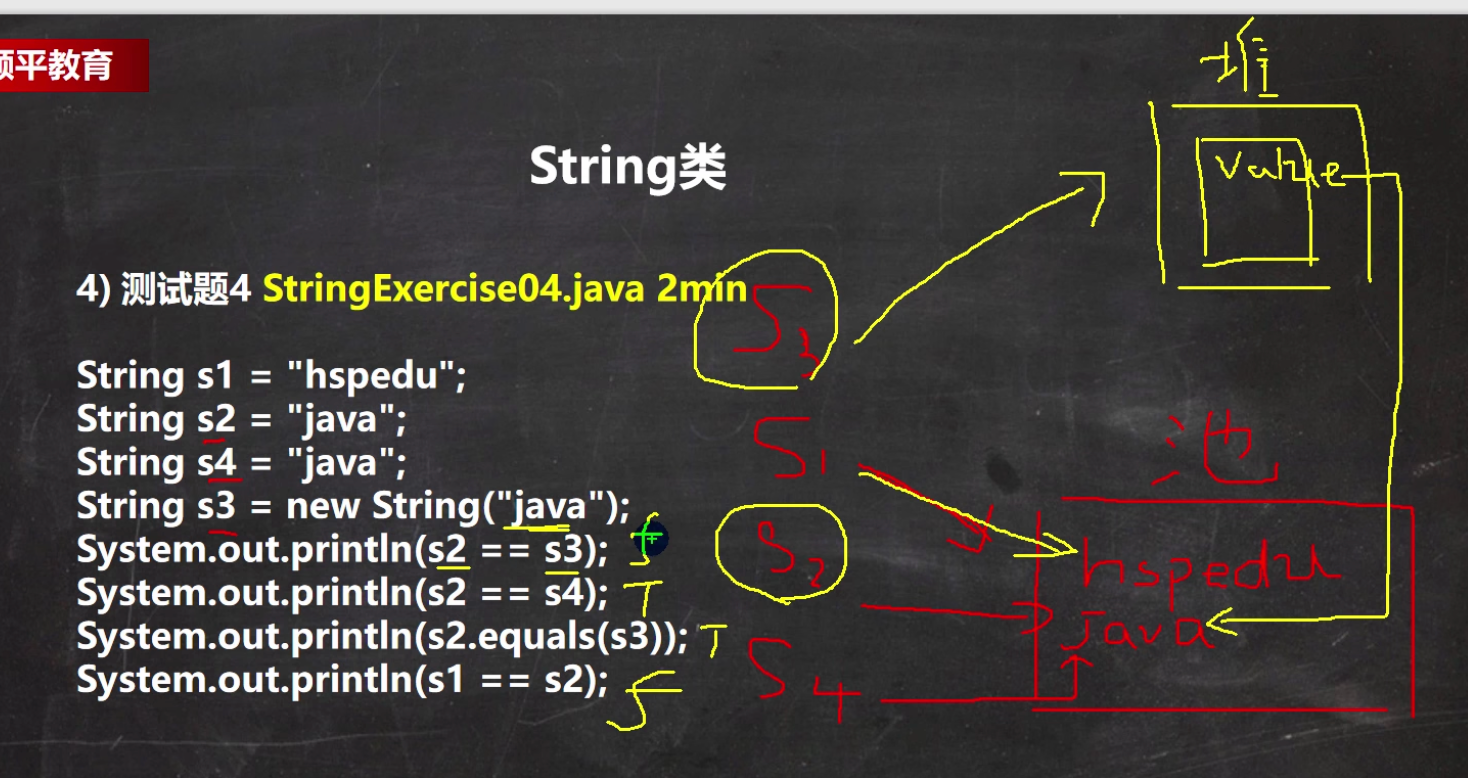 顺平教育
堆
value
String类
4) 测试题4 StringExercise04.java 2min
S3
String s1 = "hspedu";
String s2 = "java";
String s4 = "java";
String s3 = new String("java");
System.out.println(s2 == s3); f
System.out.println(s2 == s4); T
System.out.println(s2.equals(s3)); T
System.out.println(s1 == s2); f
S1
池
S2
hspedu
Java
S4